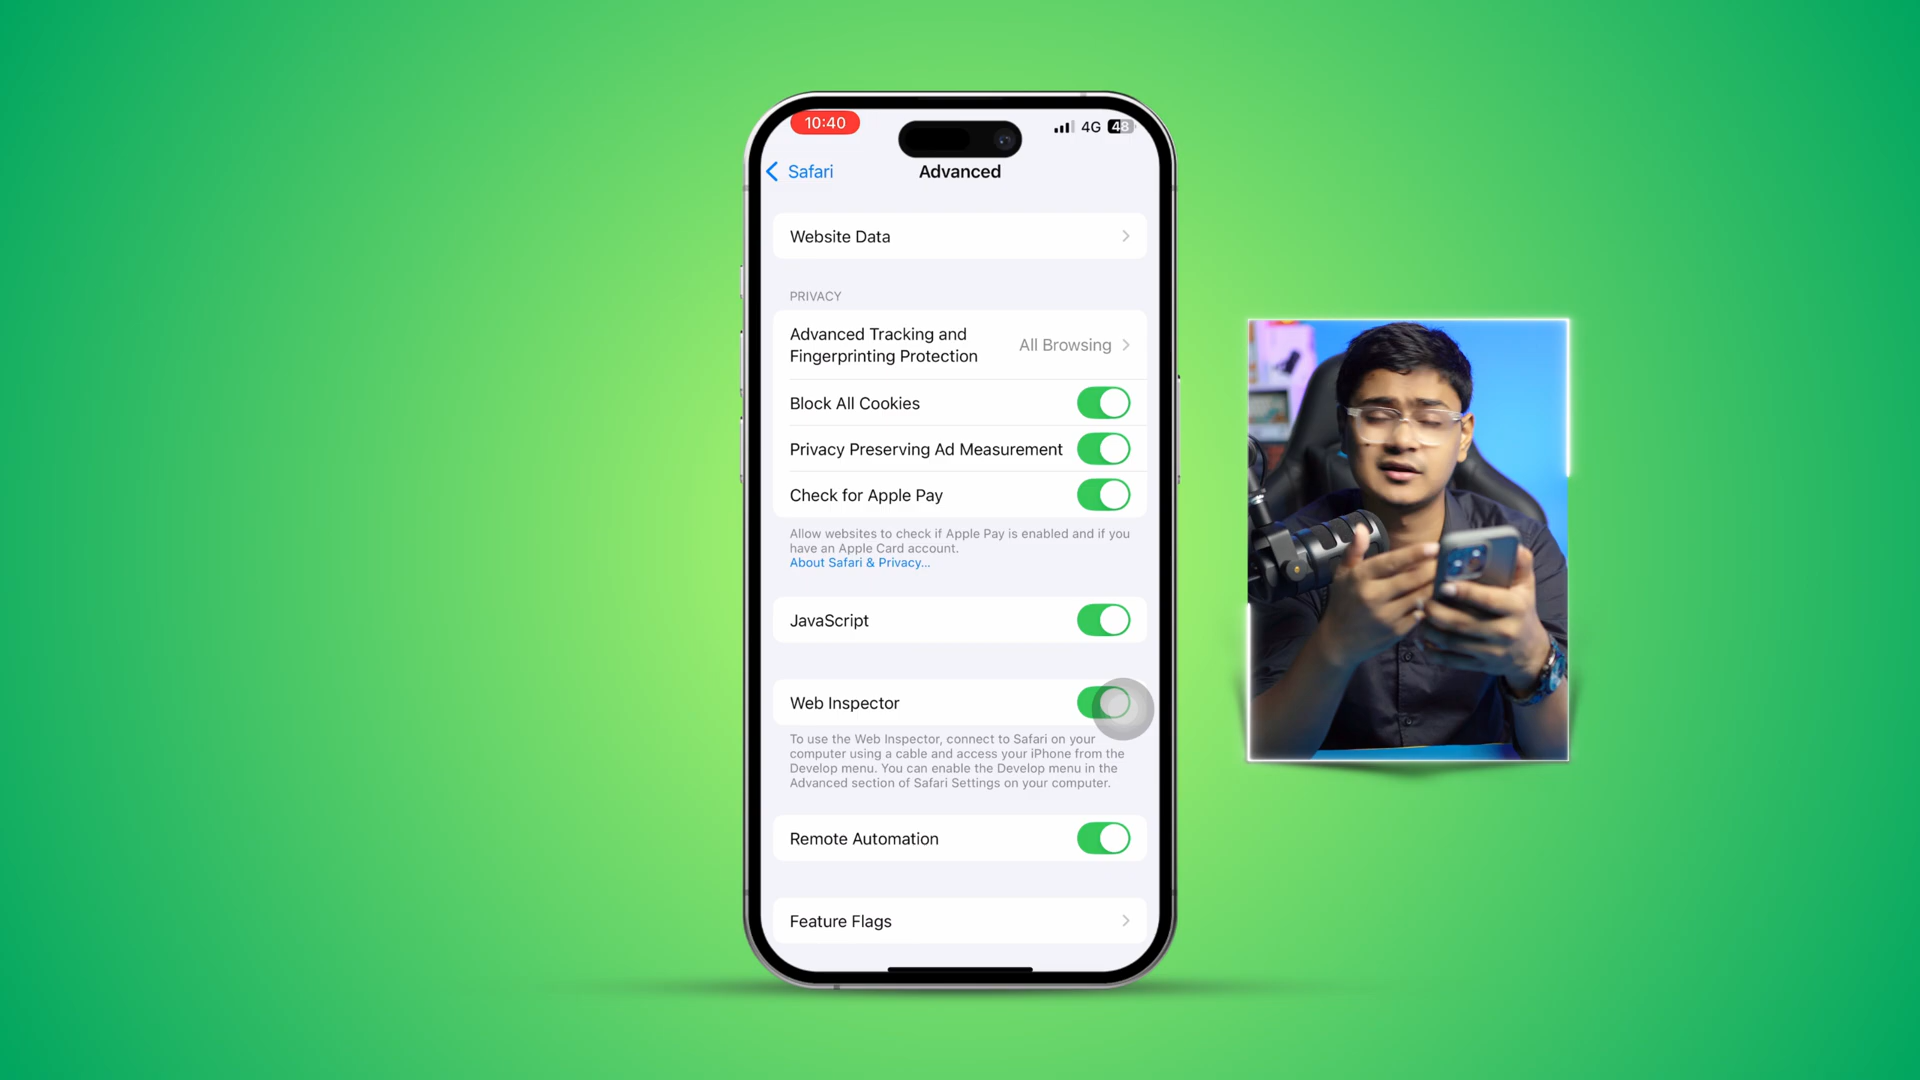 10:40
4G 48
Safari
Advanced
Website Data
PRIVACY
Advanced Tracking and
Fingerprinting Protection
All Browsing
Block All Cookies
Privacy Preserving Ad Measurement
Check for Apple Pay
Allow websites to check if Apple Pay is enabled and if you
have an Apple Card account.
About Safari & Privacy...
JavaScript
Web Inspector
To use the Web Inspector, connect to Safari on your
computer using a cable and access your iPhone from the
Develop menu. You can enable the Develop menu in the
Advanced section of Safari Settings on your computer.
Remote Automation
Feature Flags